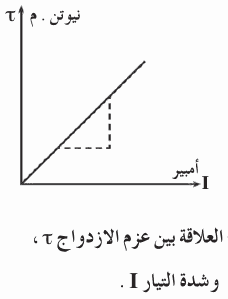 τ نيوتن . م
أمبير
I
العلاقة بين عزم الازدواج τ ،
وشدة التيار I .